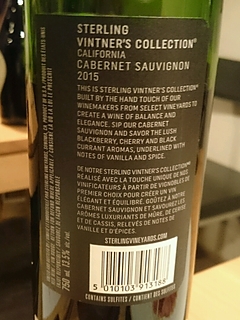 STERLING
VINTNER'S COLLECTION®
CALIFORNIA
CABERNET SAUVIGNON
2015
THIS IS STERLING VINTNER'S COLLECTION®
BUILT BY THE HAND TOUCH OF OUR
WINEMAKERS FROM SELECT VINEYARDS TO
CREATE A WINE OF BALANCE AND
ELEGANCE. SIP OUR CABERNET
SAUVIGNON AND SAVOR THE LUSH
BLACKBERRY, CHERRY AND BLACK
CURRANT AROMAS, UNDERLIED WITH
NOTES OF VANILLA AND SPICE.
DE NOTRE STERLING VINTNER'S COLLECTION®
RÉALISÉ AVEC LA TOUCHE UNIQUE DE NOS
VINIFICATEURS À PARTIR DE VIGNOBLES DE
PREMIER CHOIX POUR CRÉER UN VIN
ÉLÉGANT ET ÉQUILIBRÉ. GOÛTEZ À NOTRE
CABERNET SAUVIGNON ET SAVOUREZ LES
ARÔMES LUXURIANTS DE MÛRE, DE CERISE
ET DE CASSIS, RELEVÉS DE NOTES DE
VANILLE ET D'ÉPICES.
STERLINGVINEYARDS.COM
5 010103 913188
CONTAINS SULFITES / CONTIENT DES SULFITES
750 ml 13.5%